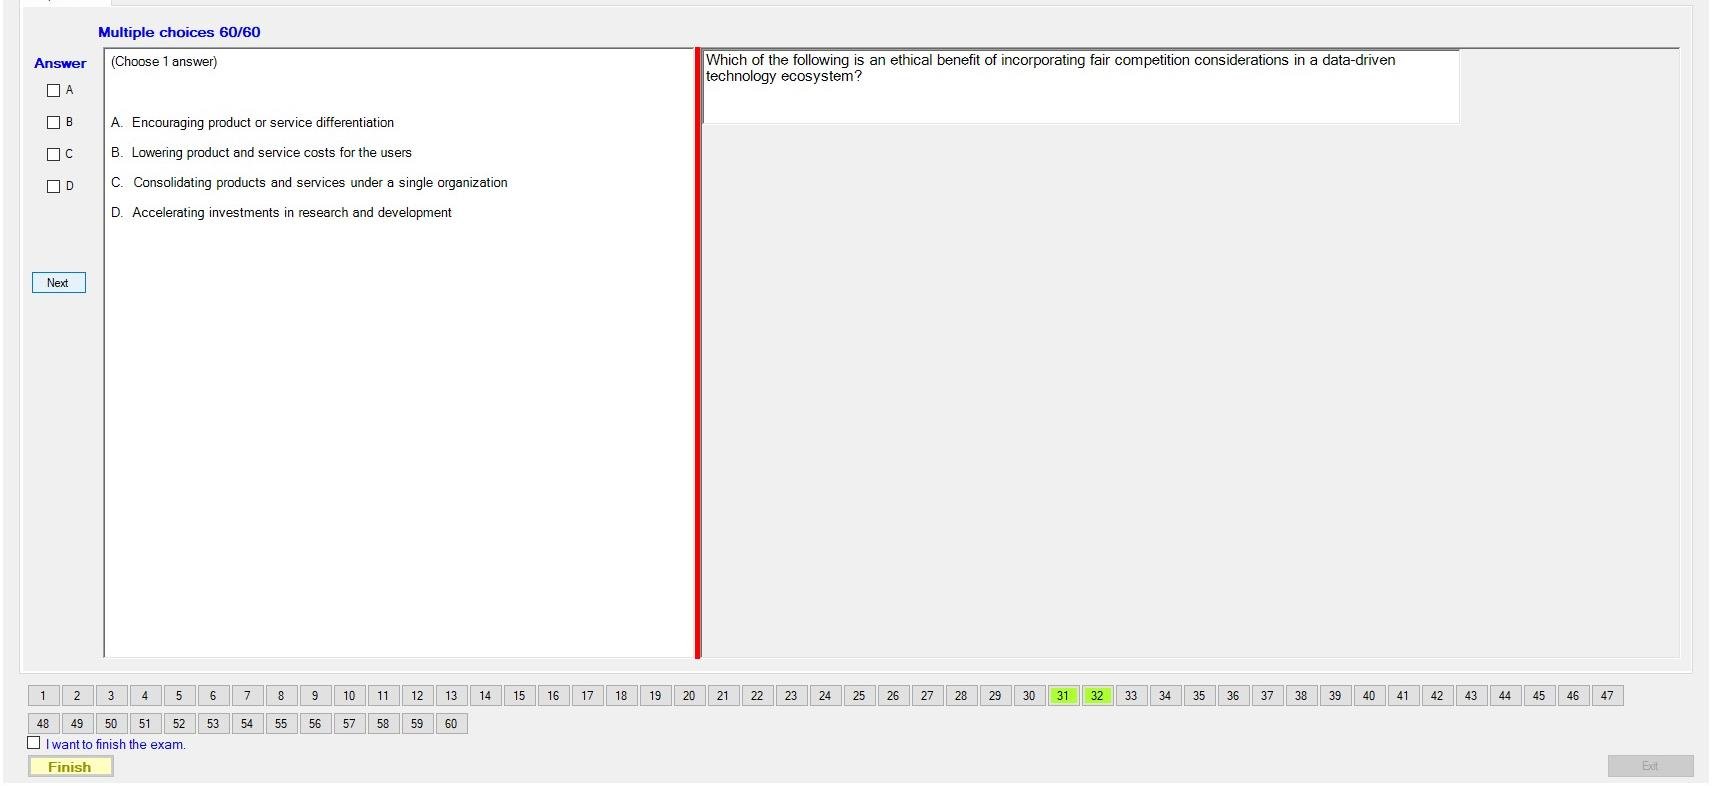 Multiple choices 60/60
Answer
(Choose 1 answer)
Which of the following is an ethical benefit of incorporating fair competition considerations in a data-driven
technology ecosystem?
A
B
C
D
A. Encouraging product or service differentiation
B. Lowering product and service costs for the users
C. Consolidating products and services under a single organization
D. Accelerating investments in research and development
Next
1 2 3 4 5 6 7 8 9 10 11 12 13 14 15 16 17 18 19 20 21 22 23 24 25 26 27 28 29 30 31 32 33 34 35 36 37 38 39 40 41 42 43 44 45 46 47
48 49 50 51 52 53 54 55 56 57 58 59 60
I want to finish the exam.
Finish
Exit